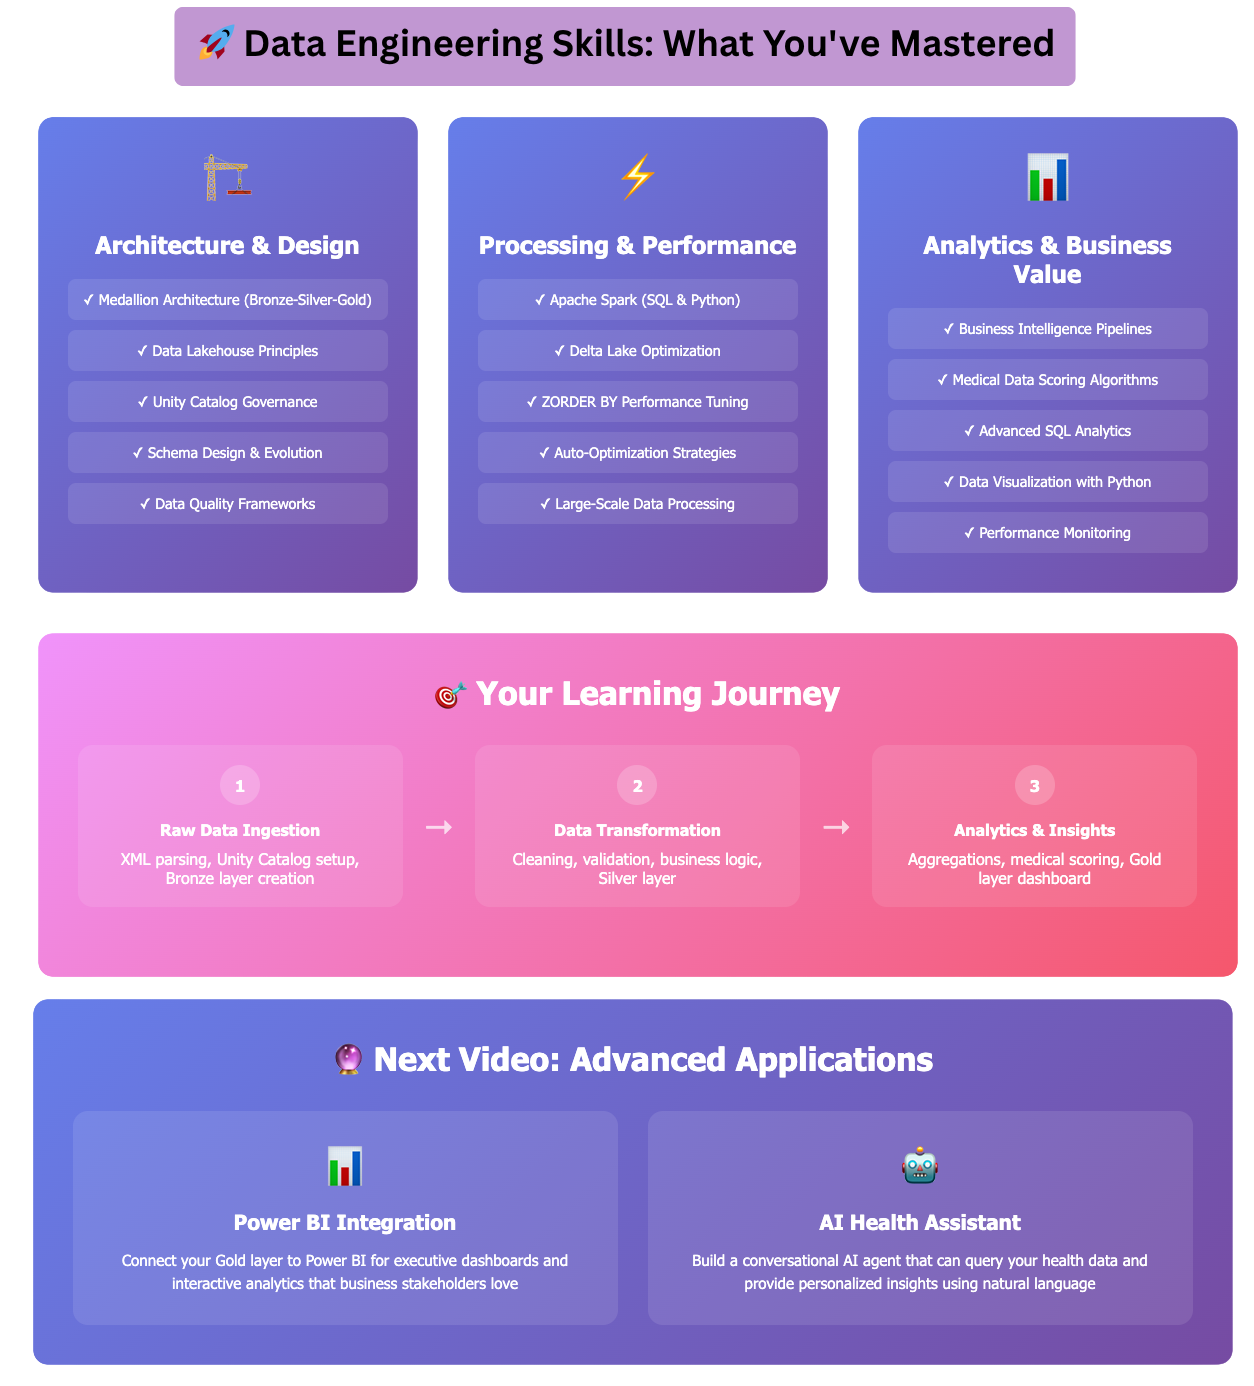 🚀 Data Engineering Skills: What You've Mastered
Architecture & Design
✓ Medallion Architecture (Bronze-Silver-Gold)
✓ Data Lakehouse Principles
✓ Unity Catalog Governance
✓ Schema Design & Evolution
✓ Data Quality Frameworks
Processing & Performance
✓ Apache Spark (SQL & Python)
✓ Delta Lake Optimization
✓ ZORDER BY Performance Tuning
✓ Auto-Optimization Strategies
✓ Large-Scale Data Processing
Analytics & Business
Value
✓ Business Intelligence Pipelines
✓ Medical Data Scoring Algorithms
✓ Advanced SQL Analytics
✓ Data Visualization with Python
✓ Performance Monitoring
🎯 Your Learning Journey
1
Raw Data Ingestion
XML parsing, Unity Catalog setup,
Bronze layer creation
→
2
Data Transformation
Cleaning, validation, business logic,
Silver layer
→
3
Analytics & Insights
Aggregations, medical scoring, Gold
layer dashboard
🔮 Next Video: Advanced Applications
Power BI Integration
Connect your Gold layer to Power BI for executive dashboards and
interactive analytics that business stakeholders love
AI Health Assistant
Build a conversational AI agent that can query your health data and
provide personalized insights using natural language